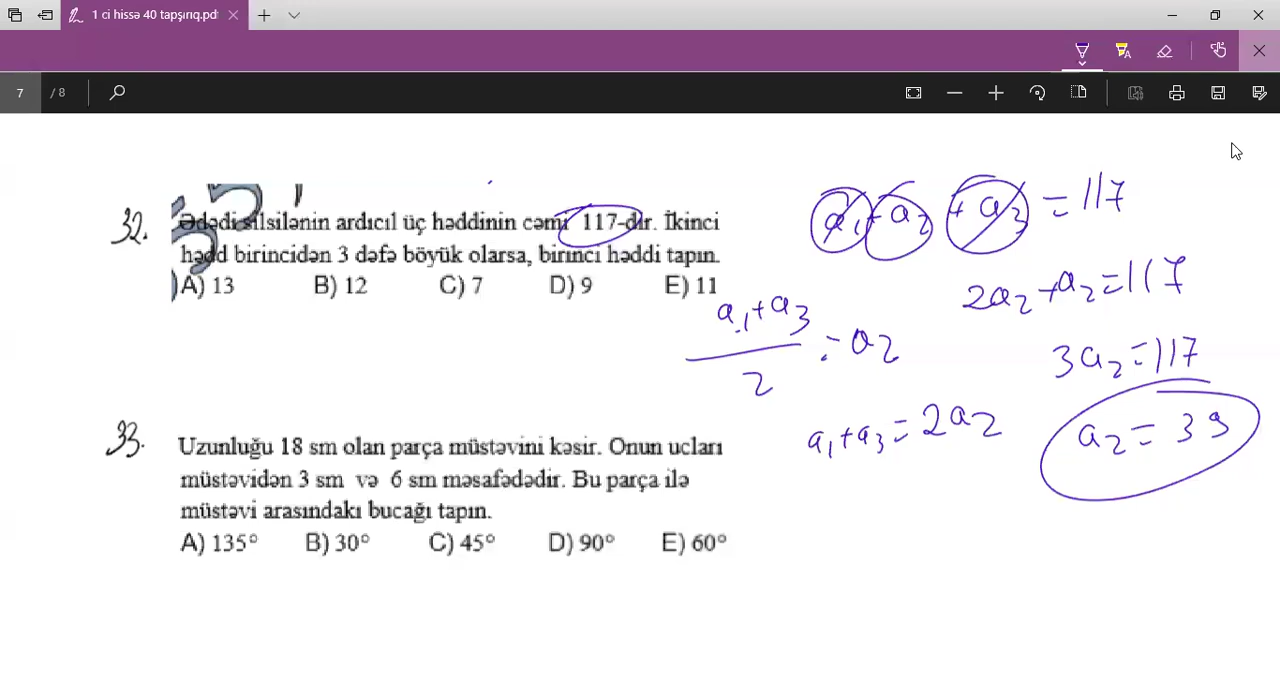 1 ci hissə 40 tapşırıq.pdf
7 / 8
32. Ədədi silsilənin ardıcıl üç həddinin cəmi 117-dir. İkinci
hədd birincidən 3 dəfə böyük olarsa, birinci həddi tapın.
A) 13 B) 12 C) 7 D) 9 E) 11
a₁ + a₂ + a₃ = 117
2a₂ + a₂ = 117
a₁ + a₃
2
= a₂
3a₂ = 117
a₁ + a₃ = 2a₂
a₂ = 39
33. Uzunluğu 18 sm olan parça müstəvini kəsir. Onun ucları
müstəvidən 3 sm və 6 sm məsafədədir. Bu parça ilə
müstəvi arasındakı bucağı tapın.
A) 135° B) 30° C) 45° D) 90° E) 60°